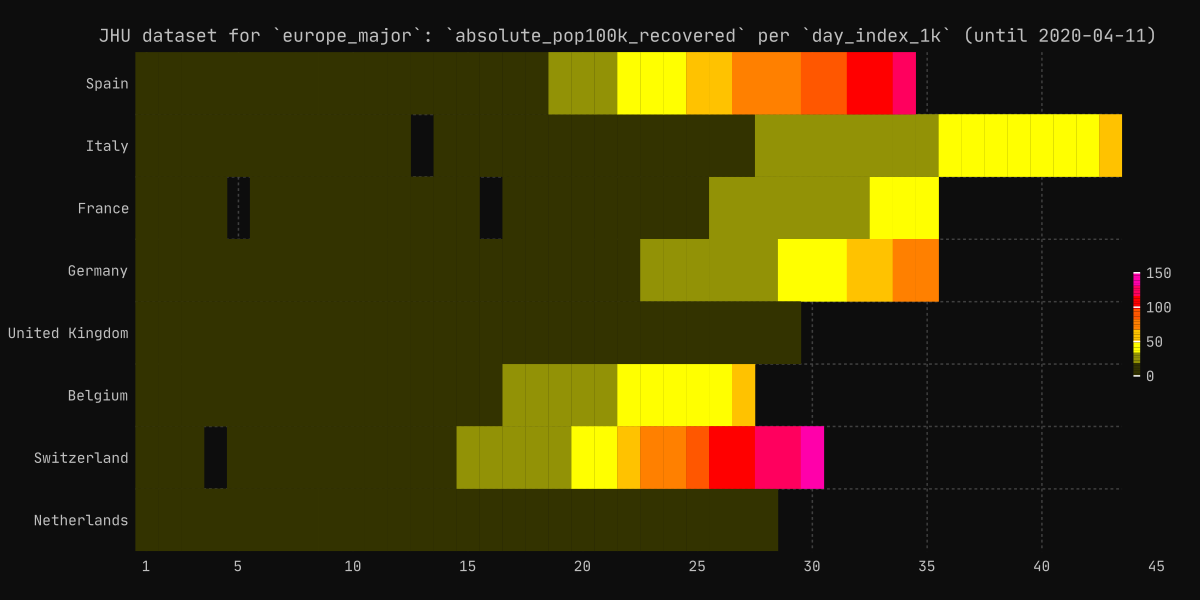 JHU dataset for `europe_major`: `absolute_pop100k_recovered` per `day_index_1k` (until 2020-04-11)
Spain
Italy
France
Germany
United Kingdom
Belgium
Switzerland
Netherlands
150
100
50
0
1 5 10 15 20 25 30 35 40 45